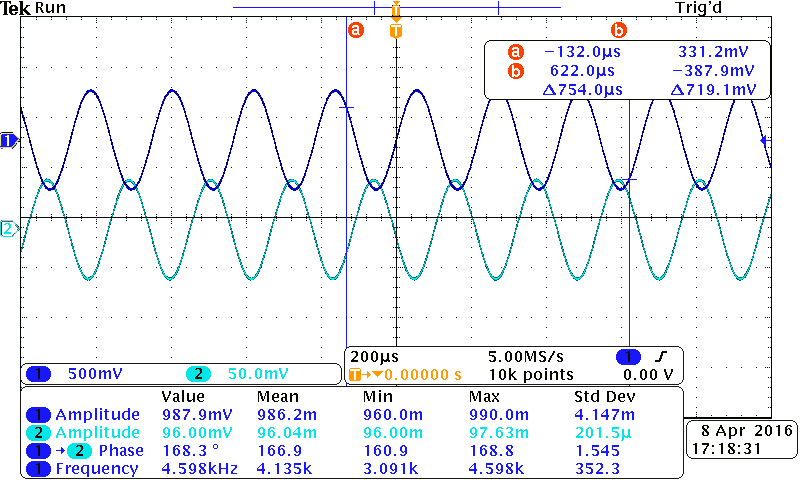 Tek Run Trig'd
T
a b
T
a −132.0µs 331.2mV
b 622.0µs −387.9mV
Δ754.0µs Δ719.1mV
1
2
1 500mV 2 50.0mV
200µs 5.00MS/s 1
T→▼0.00000 s 10k points 0.00 V
Value Mean Min Max Std Dev
1 Amplitude 987.9mV 986.2m 960.0m 990.0m 4.147m
2 Amplitude 96.00mV 96.04m 96.00m 97.63m 201.5µ
1 → 2 Phase 168.3 ° 166.9 160.9 168.8 1.545
1 Frequency 4.598kHz 4.135k 3.091k 4.598k 352.3
8 Apr 2016
17:18:31